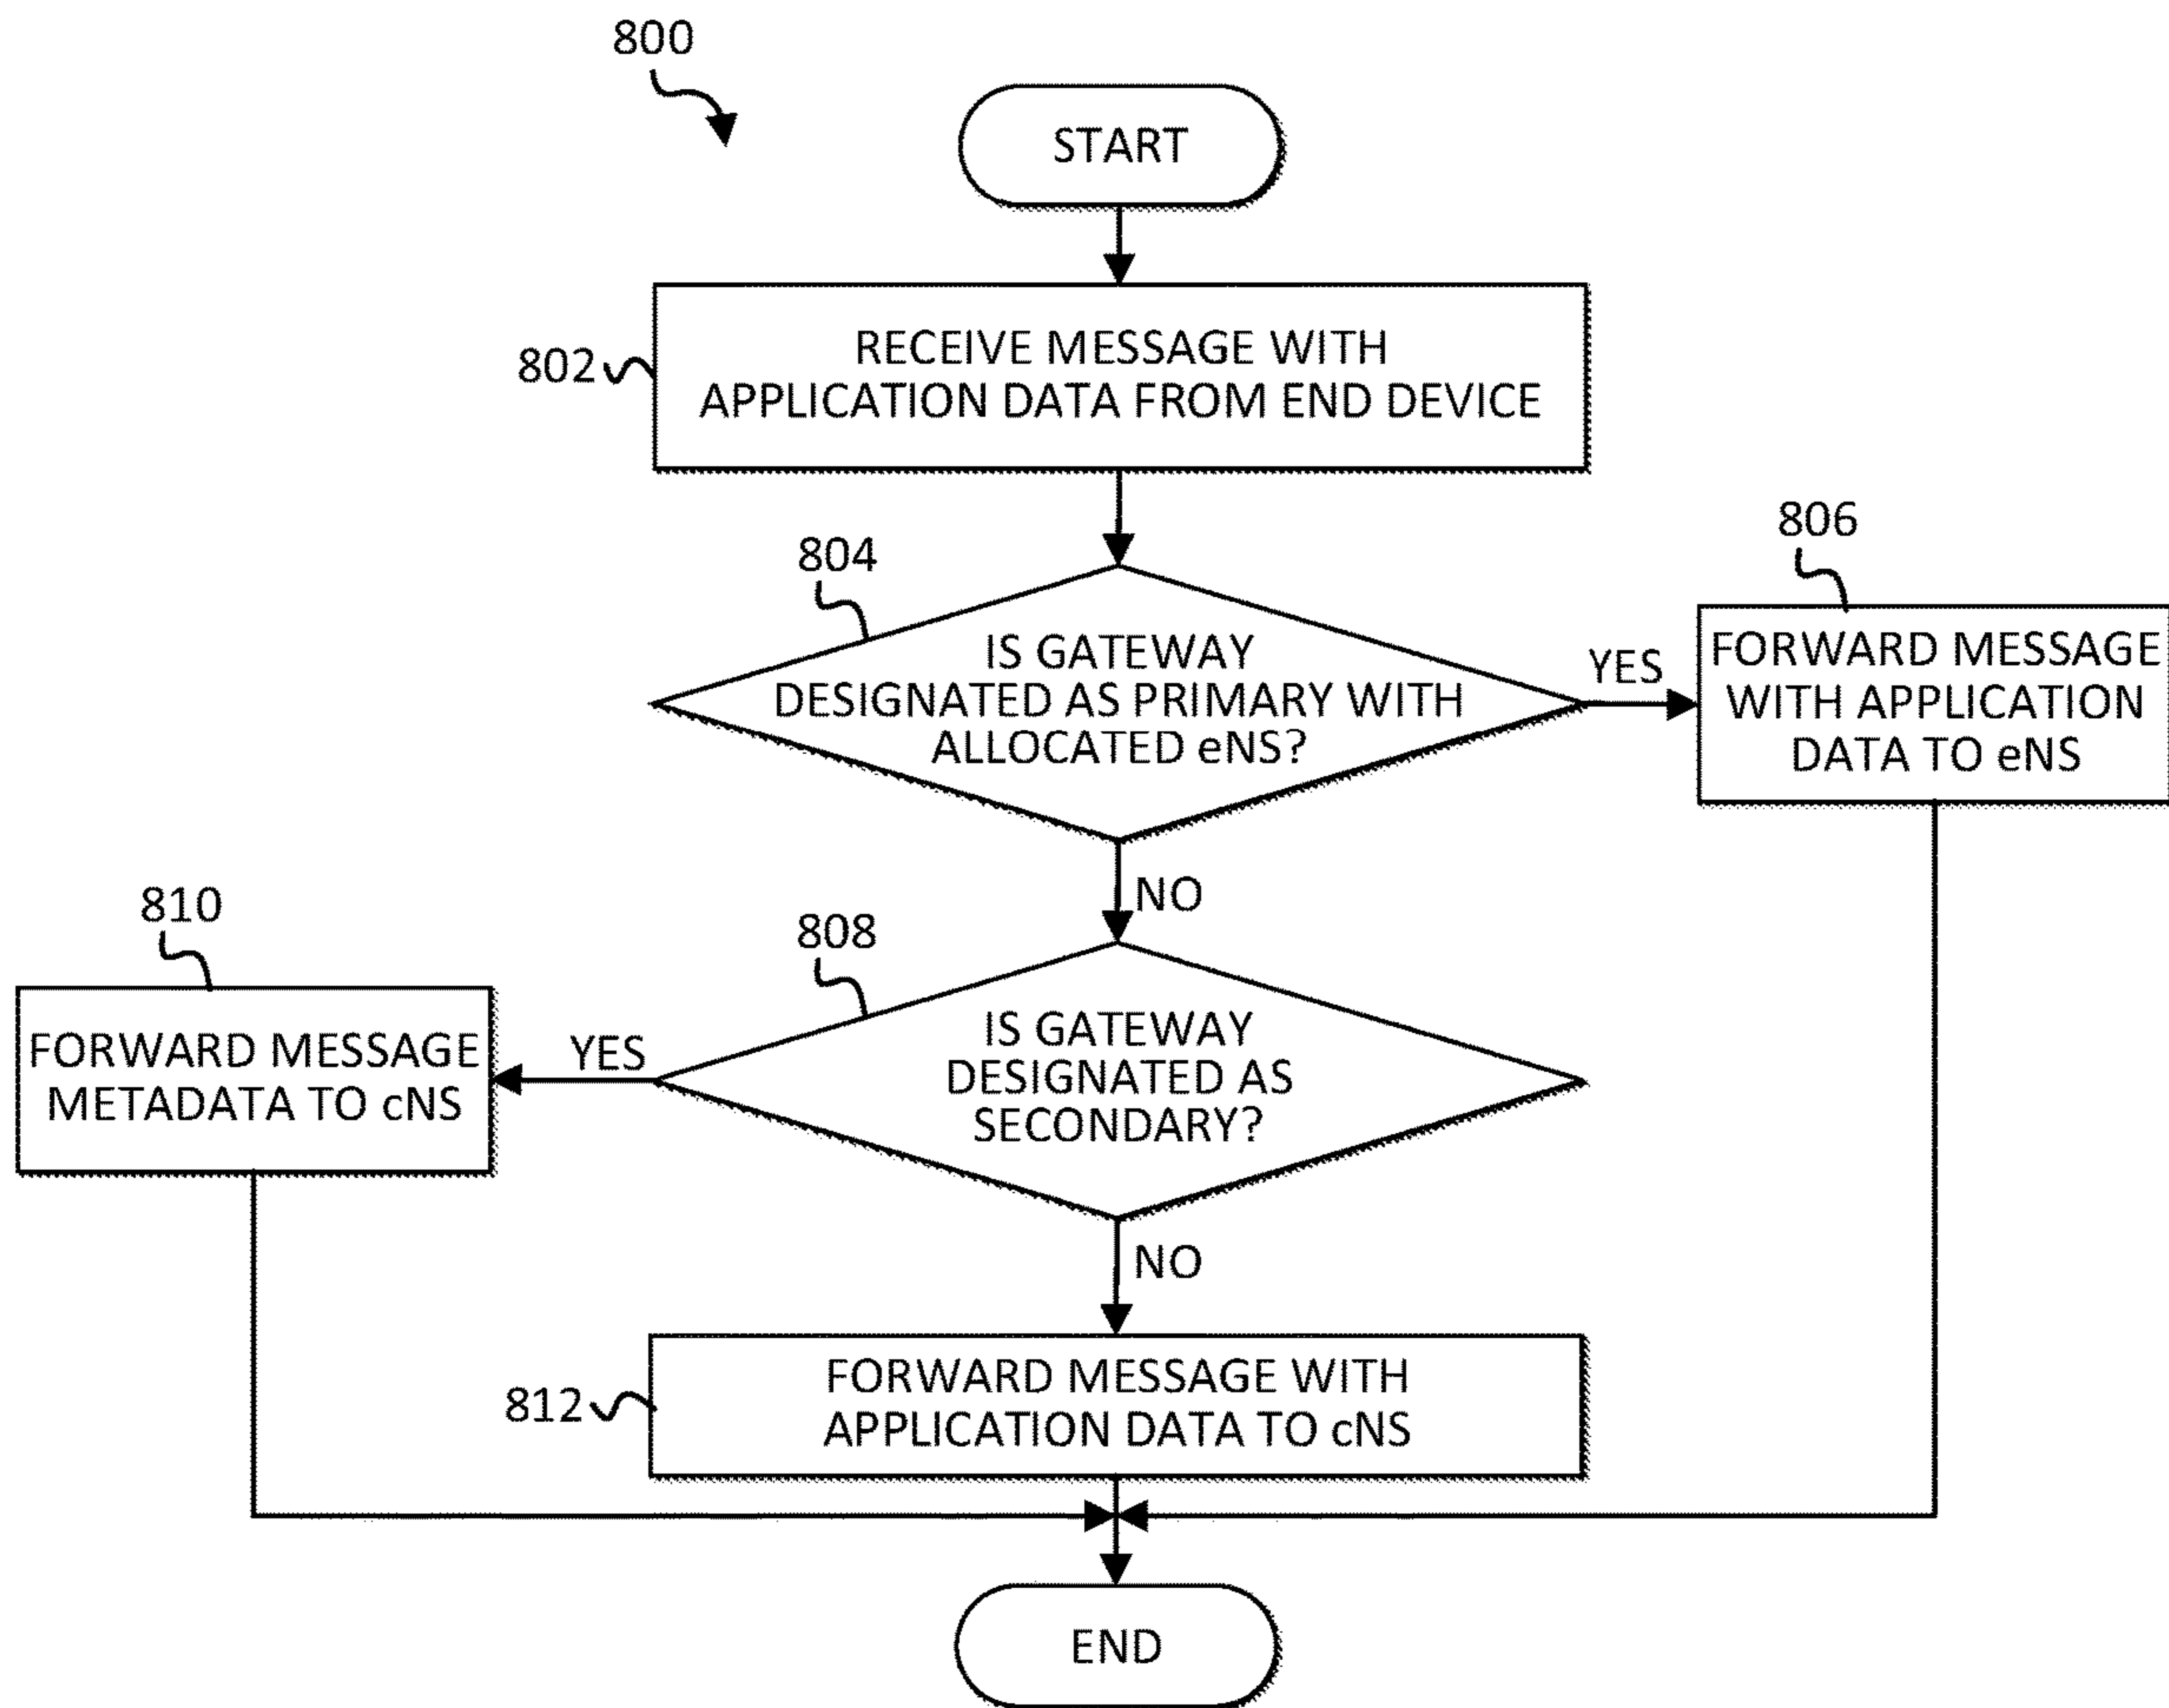 800
START
802
RECEIVE MESSAGE WITH
APPLICATION DATA FROM END DEVICE
804
IS GATEWAY
DESIGNATED AS PRIMARY WITH
ALLOCATED eNS?
YES
806
FORWARD MESSAGE
WITH APPLICATION
DATA TO eNS
NO
808
IS GATEWAY
DESIGNATED AS
SECONDARY?
YES
810
FORWARD MESSAGE
METADATA TO cNS
NO
812
FORWARD MESSAGE WITH
APPLICATION DATA TO cNS
END